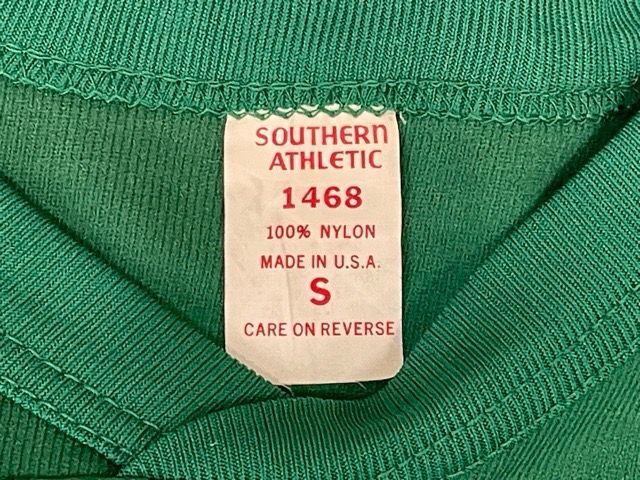 SOUTHERN
ATHLETIC
1468
100% NYLON
MADE IN U.S.A.
S
CARE ON REVERSE